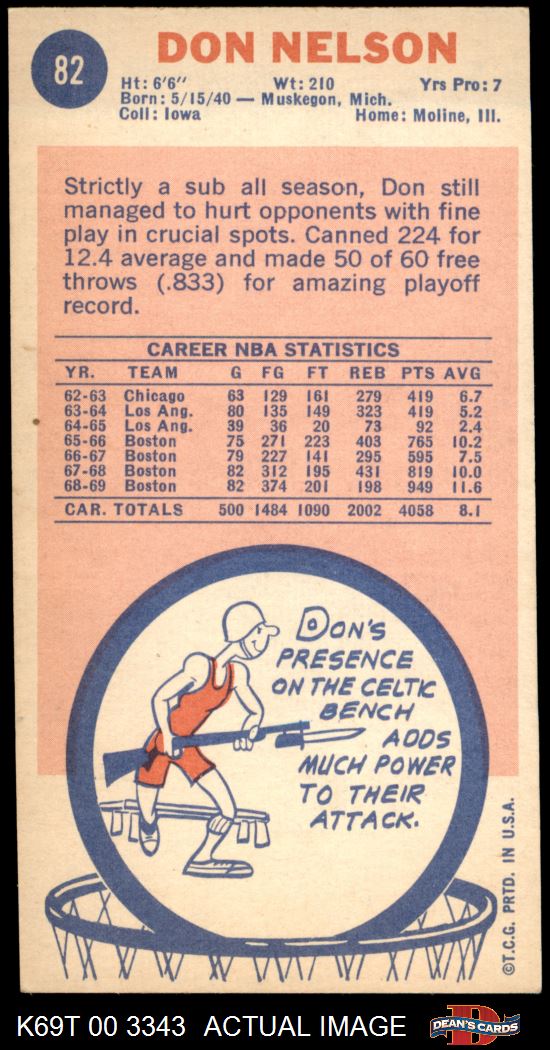 82
DON NELSON
Ht: 6'6" Wt: 210 Yrs Pro: 7
Born: 5/15/40 — Muskegon, Mich.
Coll: Iowa Home: Moline, Ill.
Strictly a sub all season, Don still
managed to hurt opponents with fine
play in crucial spots. Canned 224 for
12.4 average and made 50 of 60 free
throws (.833) for amazing playoff
record.
CAREER NBA STATISTICS
YR. TEAM G FG FT REB PTS AVG
62-63 Chicago 63 129 161 279 419 6.7
63-64 Los Ang. 80 135 149 323 419 5.2
64-65 Los Ang. 39 36 20 73 92 2.4
65-66 Boston 75 271 223 403 765 10.2
66-67 Boston 79 227 141 295 595 7.5
67-68 Boston 82 312 195 431 819 10.0
68-69 Boston 82 374 201 198 949 11.6
CAR. TOTALS 500 1484 1090 2002 4058 8.1
DON'S
PRESENCE
ON THE CELTIC
BENCH
ADDS
MUCH POWER
TO THEIR
ATTACK.
©T.C.G. PRTD. IN U.S.A.
K69T 00 3343 ACTUAL IMAGE
D
DEAN'S CARDS